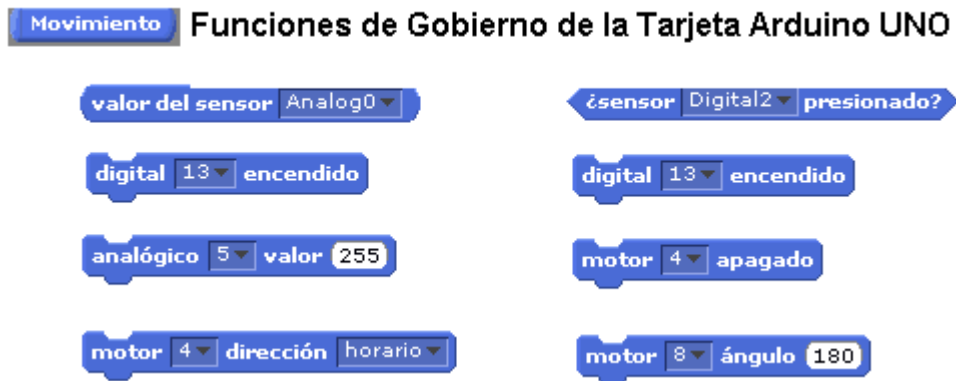 Movimiento Funciones de Gobierno de la Tarjeta Arduino UNO
valor del sensor Analog0
¿sensor Digital2 presionado?
digital 13 encendido
digital 13 encendido
analógico 5 valor 255
motor 4 apagado
motor 4 dirección horario
motor 8 ángulo 180